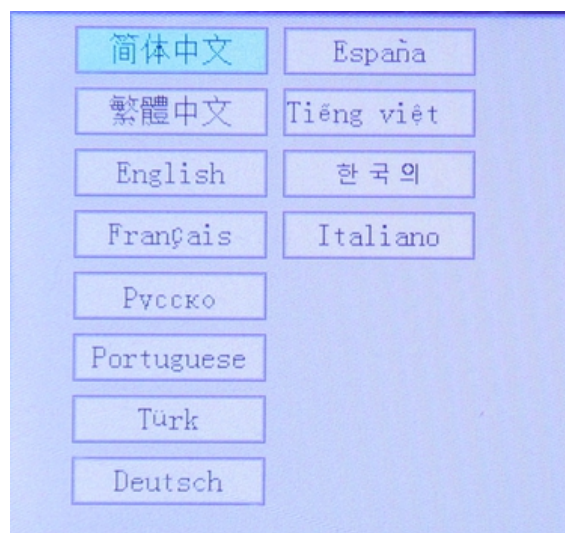 简体中文
繁體中文
English
Français
Русско
Portuguese
Türk
Deutsch
España
Tiếng việt
한국의
Italiano